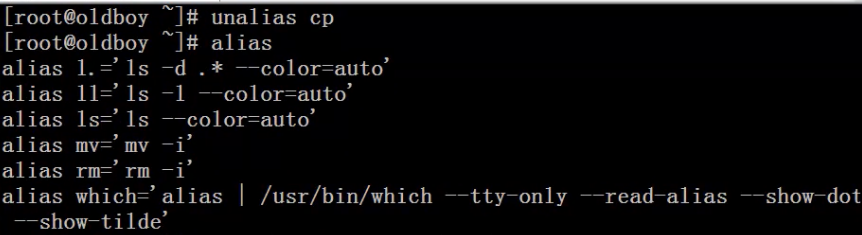 [root@oldboy ~]# unalias cp
[root@oldboy ~]# alias
alias l.='ls -d .* --color=auto'
alias ll='ls -l --color=auto'
alias ls='ls --color=auto'
alias mv='mv -i'
alias rm='rm -i'
alias which='alias | /usr/bin/which --tty-only --read-alias --show-dot
 --show-tilde'